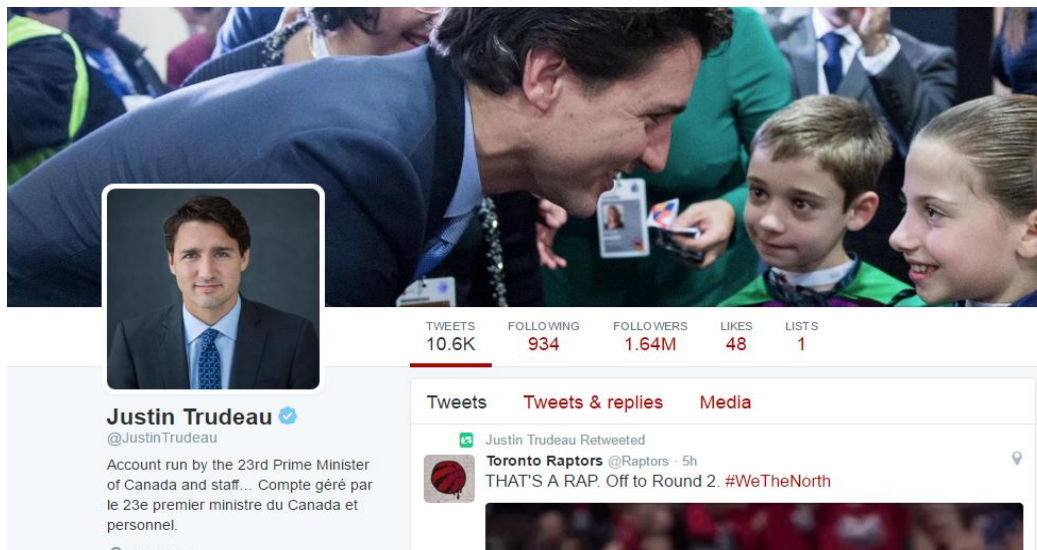 TWEETS FOLLOWING FOLLOWERS LIKES LISTS
10.6K 934 1.64M 48 1
Justin Trudeau
@JustinTrudeau
Account run by the 23rd Prime Minister
of Canada and staff… Compte géré par
le 23e premier ministre du Canada et
personnel.
Tweets Tweets & replies Media
Justin Trudeau Retweeted
Toronto Raptors @Raptors · 5h
THAT'S A RAP. Off to Round 2. #WeTheNorth